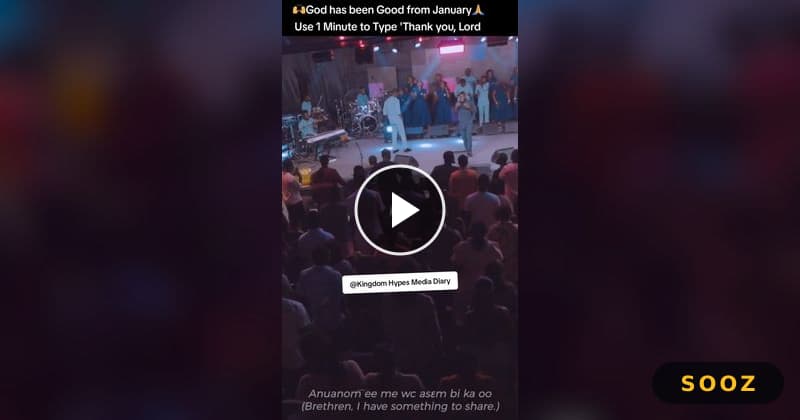 🙌God has been Good from January🙏
Use 1 Minute to Type 'Thank you, Lord
@Kingdom Hypes Media Diary
Anuanom ee me wc asɛm bi ka oo
(Brethren, I have something to share.)
SOOZ